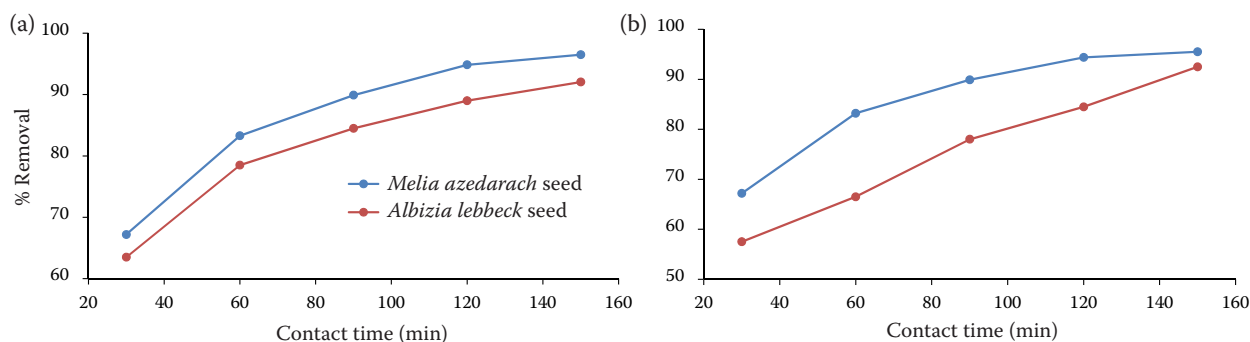 (a)
100
90
80
70
60
% Removal
Melia azedarach seed
Albizia lebbeck seed
20 40 60 80 100 120 140 160
Contact time (min)
(b)
100
90
80
70
60
50
20 40 60 80 100 120 140 160
Contact time (min)